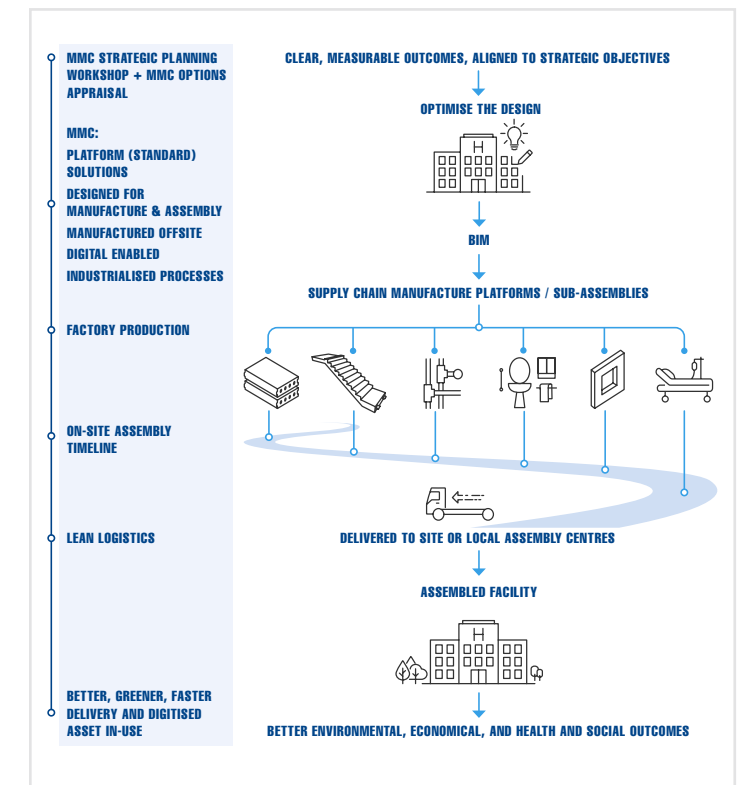 MMC STRATEGIC PLANNING
WORKSHOP + MMC OPTIONS
APPRAISAL
MMC:
PLATFORM (STANDARD)
SOLUTIONS
DESIGNED FOR
MANUFACTURE & ASSEMBLY
MANUFACTURED OFFSITE
DIGITAL ENABLED
INDUSTRIALISED PROCESSES
FACTORY PRODUCTION
ON-SITE ASSEMBLY
TIMELINE
LEAN LOGISTICS
BETTER, GREENER, FASTER
DELIVERY AND DIGITISED
ASSET IN-USE
CLEAR, MEASURABLE OUTCOMES, ALIGNED TO STRATEGIC OBJECTIVES
OPTIMISE THE DESIGN
H
BIM
SUPPLY CHAIN MANUFACTURE PLATFORMS / SUB-ASSEMBLIES
DELIVERED TO SITE OR LOCAL ASSEMBLY CENTRES
ASSEMBLED FACILITY
H
BETTER ENVIRONMENTAL, ECONOMICAL, AND HEALTH AND SOCIAL OUTCOMES